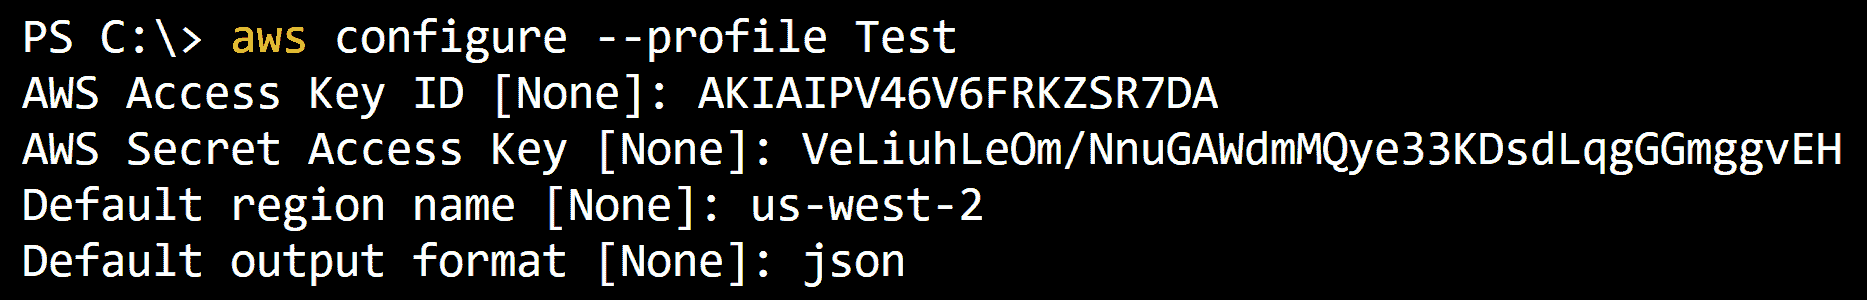 PS C:\> aws configure --profile Test
AWS Access Key ID [None]: AKIAIPV46V6FRKZSR7DA
AWS Secret Access Key [None]: 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
Default region name [None]: us-west-2
Default output format [None]: json